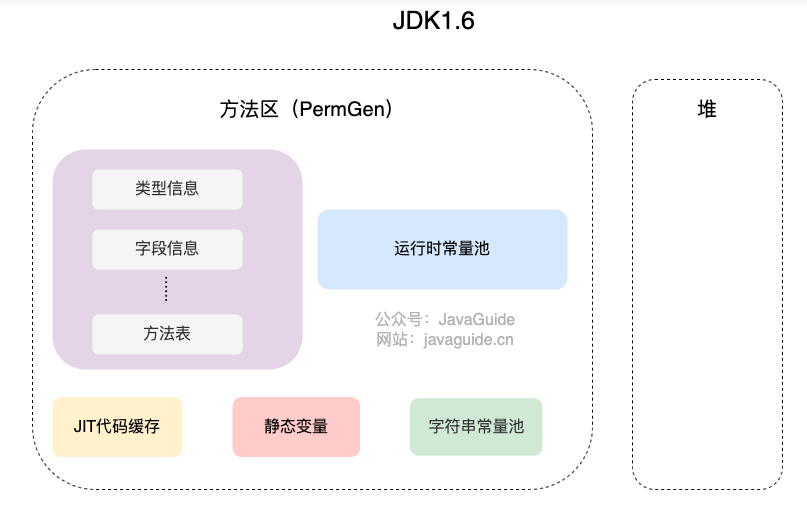 JDK1.6
方法区（PermGen）
堆
类型信息
字段信息
方法表
运行时常量池
公众号：JavaGuide
网站：javaguide.cn
JIT代码缓存
静态变量
字符串常量池